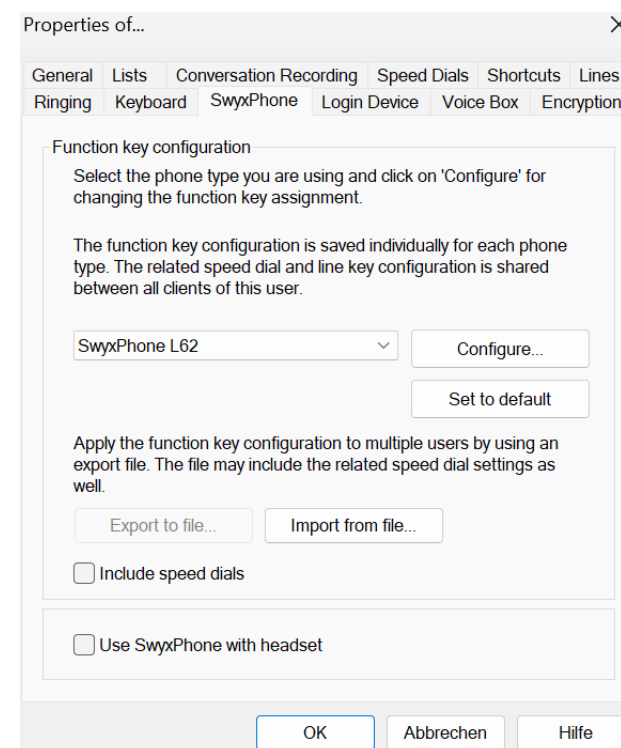 Properties of...
General Lists Conversation Recording Speed Dials Shortcuts Lines
Ringing Keyboard SwyxPhone Login Device Voice Box Encryption
Function key configuration
Select the phone type you are using and click on 'Configure' for
changing the function key assignment.
The function key configuration is saved individually for each phone
type. The related speed dial and line key configuration is shared
between all clients of this user.
SwyxPhone L62 Configure...
Set to default
Apply the function key configuration to multiple users by using an
export file. The file may include the related speed dial settings as
well.
Export to file... Import from file...
Include speed dials
Use SwyxPhone with headset
OK Abbrechen Hilfe